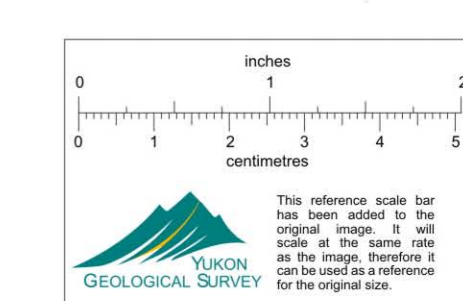 inches
0 1 2
0 1 2 3 4 5
centimetres
YUKON
GEOLOGICAL SURVEY
This reference scale bar
has been added to the
original image. It will
scale at the same rate
as the image, therefore it
can be used as a reference
for the original size.